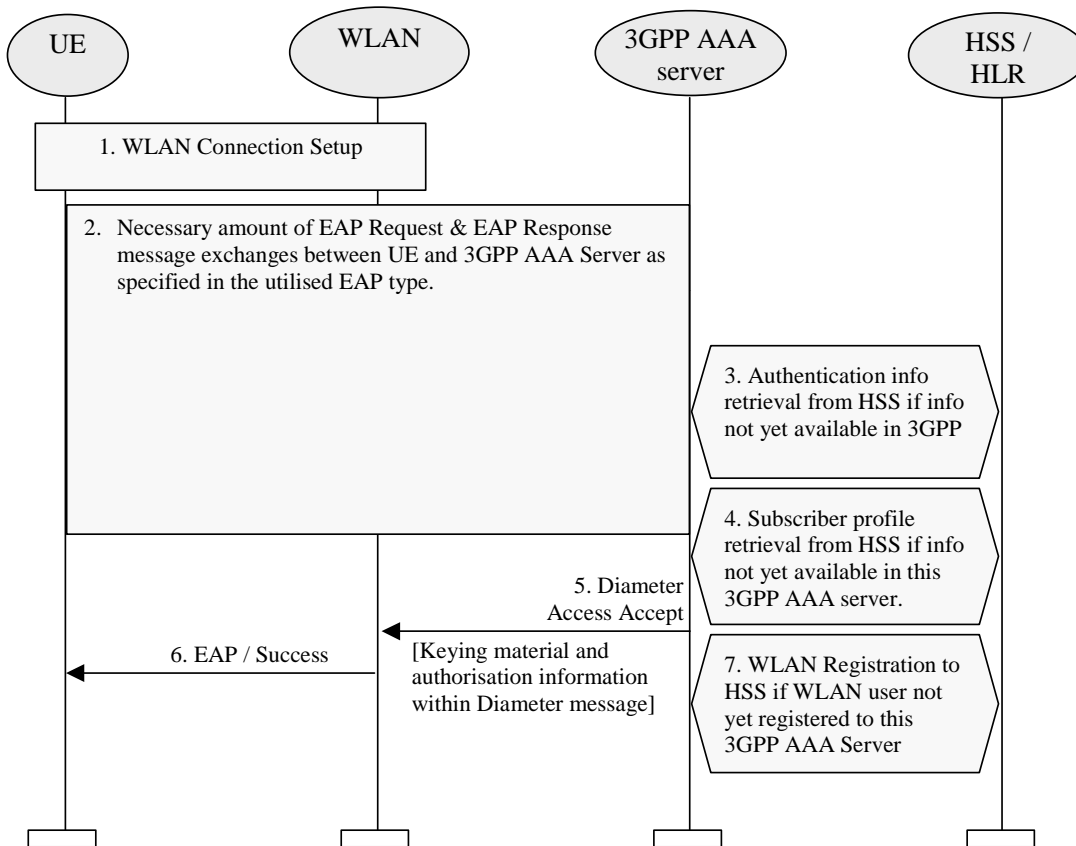 UE
WLAN
3GPP AAA
server
HSS /
HLR
1. WLAN Connection Setup
2. Necessary amount of EAP Request & EAP Response
message exchanges between UE and 3GPP AAA Server as
specified in the utilised EAP type.
3. Authentication info
retrieval from HSS if info
not yet available in 3GPP
4. Subscriber profile
retrieval from HSS if info
not yet available in this
3GPP AAA server.
5. Diameter
Access Accept
[Keying material and
authorisation information
within Diameter message]
6. EAP / Success
7. WLAN Registration to
HSS if WLAN user not
yet registered to this
3GPP AAA Server